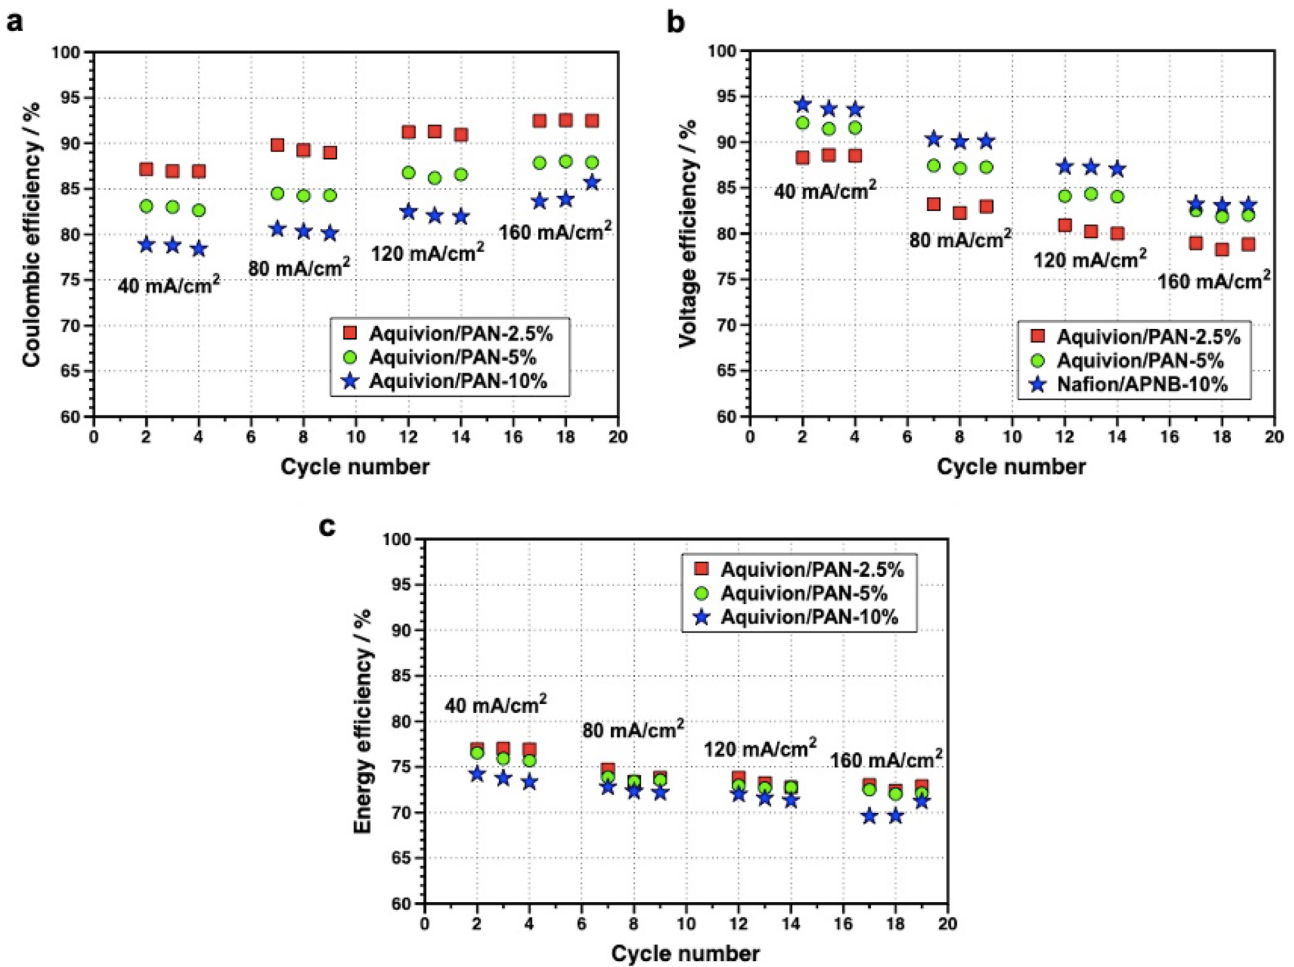 a
Coulombic efficiency / %
100
95
90
85
80
75
70
65
60
40 mA/cm²
80 mA/cm²
120 mA/cm²
160 mA/cm²
Aquivion/PAN-2.5%
Aquivion/PAN-5%
Aquivion/PAN-10%
0 2 4 6 8 10 12 14 16 18 20
Cycle number
b
Voltage efficiency / %
100
95
90
85
80
75
70
65
60
40 mA/cm²
80 mA/cm²
120 mA/cm²
160 mA/cm²
Aquivion/PAN-2.5%
Aquivion/PAN-5%
Nafion/APNB-10%
0 2 4 6 8 10 12 14 16 18 20
Cycle number
c
Energy efficiency / %
100
95
90
85
80
75
70
65
60
Aquivion/PAN-2.5%
Aquivion/PAN-5%
Aquivion/PAN-10%
40 mA/cm²
80 mA/cm²
120 mA/cm²
160 mA/cm²
0 2 4 6 8 10 12 14 16 18 20
Cycle number